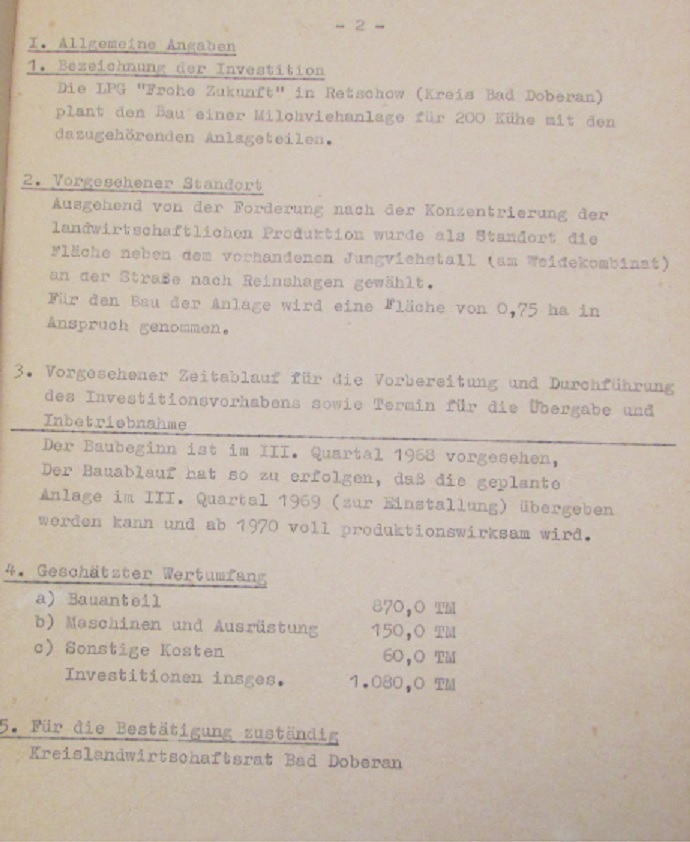 - 2 -
I. Allgemeine Angaben
1. Bezeichnung der Investition
Die LPG "Frohe Zukunft" in Retschow (Kreis Bad Doberan)
plant den Bau einer Milchviehanlage für 200 Kühe mit den
dazugehörenden Anlageteilen.
2. Vorgesehener Standort
Ausgehend von der Forderung nach der Konzentrierung der
landwirtschaftlichen Produktion wurde als Standort die
Fläche neben dem vorhandenen Jungviehstall (am Weidekombinat)
an der Straße nach Reinshagen gewählt.
Für den Bau der Anlage wird eine Fläche von 0,75 ha in
Anspruch genommen.
3. Vorgesehener Zeitablauf für die Vorbereitung und Durchführung
des Investitionsvorhabens sowie Termin für die Übergabe und
Inbetriebnahme
Der Baubeginn ist im III. Quartal 1968 vorgesehen,
Der Bauablauf hat so zu erfolgen, daß die geplante
Anlage im III. Quartal 1969 (zur Einstallung) übergeben
werden kann und ab 1970 voll produktionswirksam wird.
4. Geschätzter Wertumfang
a) Bauanteil 870,0 TM
b) Maschinen und Ausrüstung 150,0 TM
c) Sonstige Kosten 60,0 TM
Investitionen insges. 1.080,0 TM
5. Für die Bestätigung zuständig
Kreislandwirtschaftsrat Bad Doberan